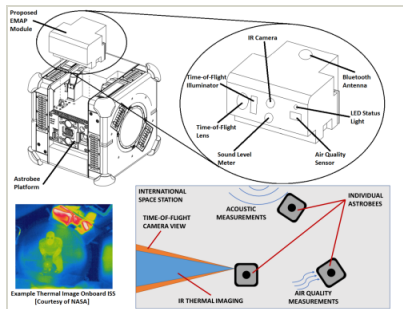 Proposed
EMAP
Module
IR Camera
Time-of-Flight
Illuminator
Bluetooth
Antenna
Time-of-Flight
Lens
LED Status
Light
Sound Level
Meter
Air Quality
Sensor
Astrobee
Platform
INTERNATIONAL
SPACE STATION
TIME-OF-FLIGHT
CAMERA VIEW
ACOUSTIC
MEASUREMENTS
INDIVIDUAL
ASTROBEES
IR THERMAL IMAGING
AIR QUALITY
MEASUREMENTS
Example Thermal Image Onboard ISS
[Courtesy of NASA]